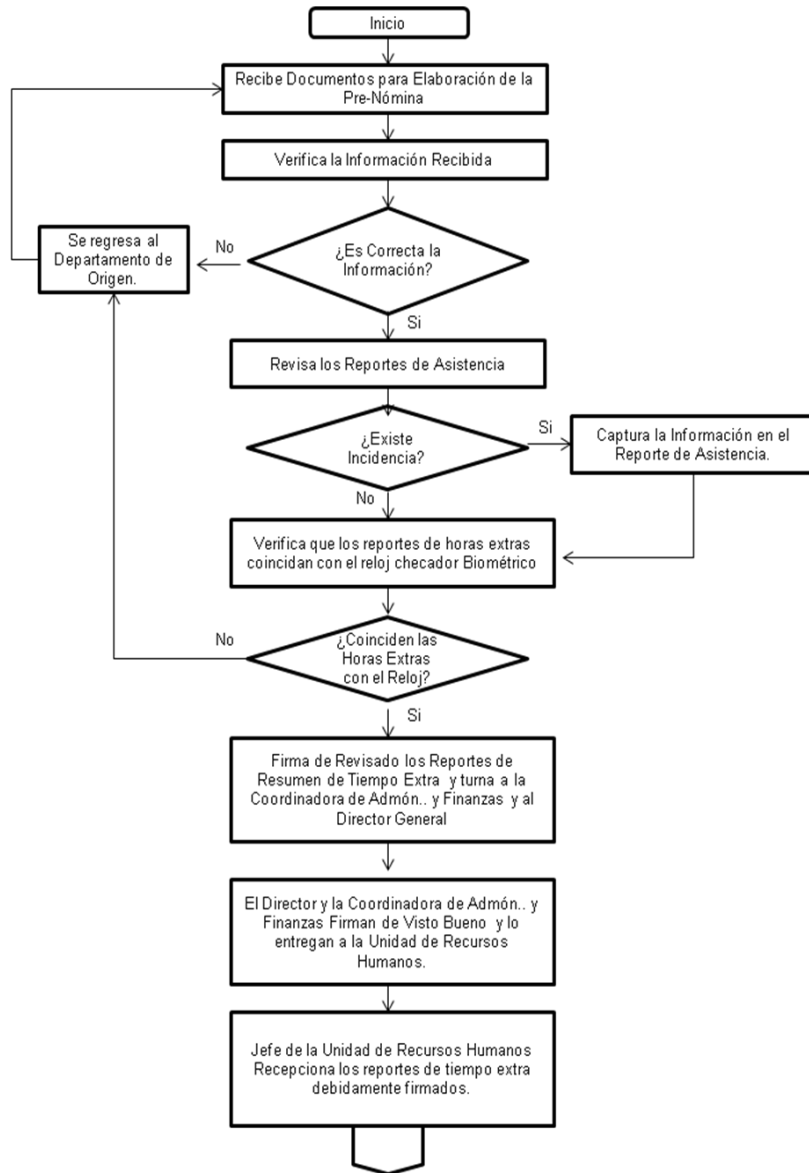 Inicio
Recibe Documentos para Elaboración de la
Pre-Nómina
Verifica la Información Recibida
¿Es Correcta la
Información?
No
Se regresa al
Departamento de
Origen.
Si
Revisa los Reportes de Asistencia
¿Existe
Incidencia?
Si
Captura la Información en el
Reporte de Asistencia.
No
Verifica que los reportes de horas extras
coincidan con el reloj checador Biométrico
¿Coinciden las
Horas Extras
con el Reloj?
No
Si
Firma de Revisado los Reportes de
Resumen de Tiempo Extra y turna a la
Coordinadora de Admón.. y Finanzas y al
Director General
El Director y la Coordinadora de Admón.. y
Finanzas Firman de Visto Bueno y lo
entregan a la Unidad de Recursos
Humanos.
Jefe de la Unidad de Recursos Humanos
Recepciona los reportes de tiempo extra
debidamente firmados.